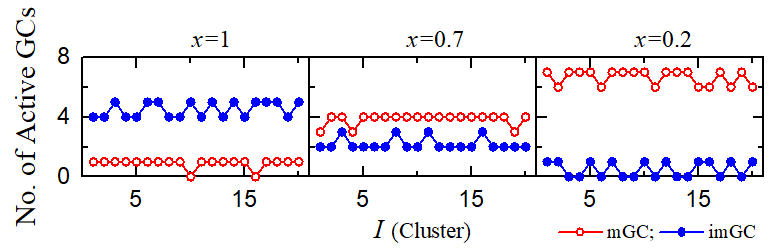 x=1 x=0.7 x=0.2
No. of Active GCs
8
4
0
5 15 5 15 5 15
I (Cluster)
mGC; imGC